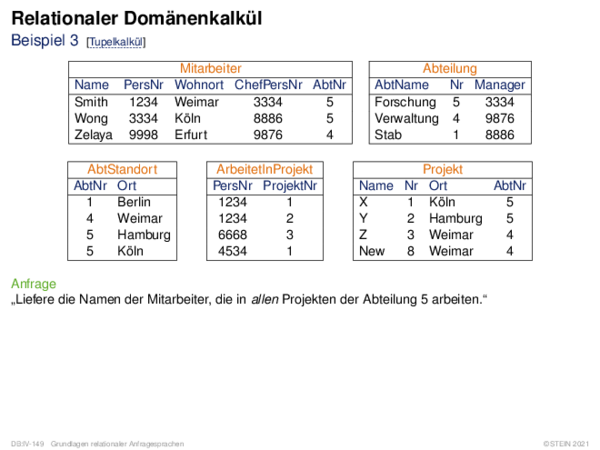 Relationaler Domänenkalkül
Beispiel 3 [Tupelkalkül]
Mitarbeiter
Name PersNr Wohnort ChefPersNr AbtNr
Smith 1234 Weimar 3334 5
Wong 3334 Köln 8886 5
Zelaya 9998 Erfurt 9876 4
Abteilung
AbtName Nr Manager
Forschung 5 3334
Verwaltung 4 9876
Stab 1 8886
AbtStandort
AbtNr Ort
1 Berlin
4 Weimar
5 Hamburg
5 Köln
ArbeitetInProjekt
PersNr ProjektNr
1234 1
1234 2
6668 3
4534 1
Projekt
Name Nr Ort AbtNr
X 1 Köln 5
Y 2 Hamburg 5
Z 3 Weimar 4
New 8 Weimar 4
Anfrage
„Liefere die Namen der Mitarbeiter, die in allen Projekten der Abteilung 5 arbeiten.“
DB:IV-149 Grundlagen relationaler Anfragesprachen
©STEIN 2021